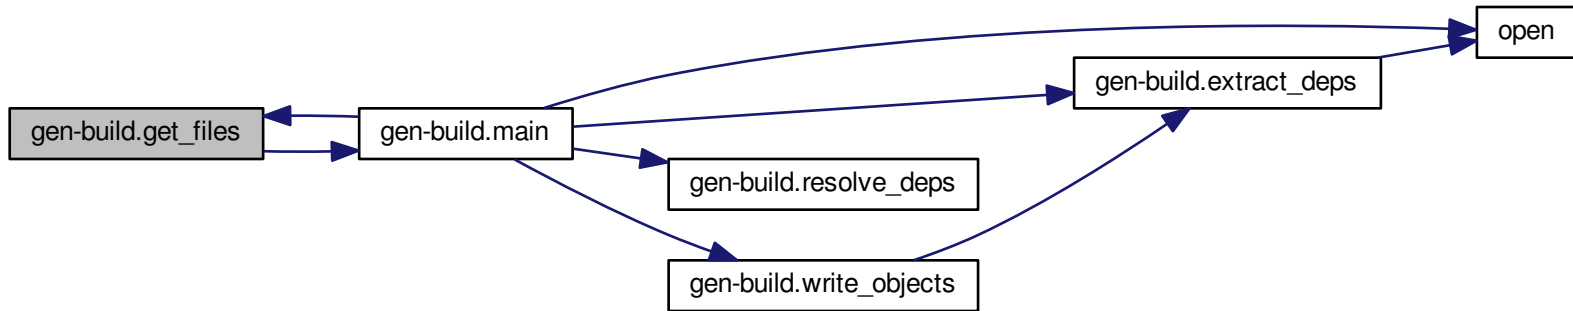 gen-build.get_files
gen-build.main
open
gen-build.extract_deps
gen-build.resolve_deps
gen-build.write_objects